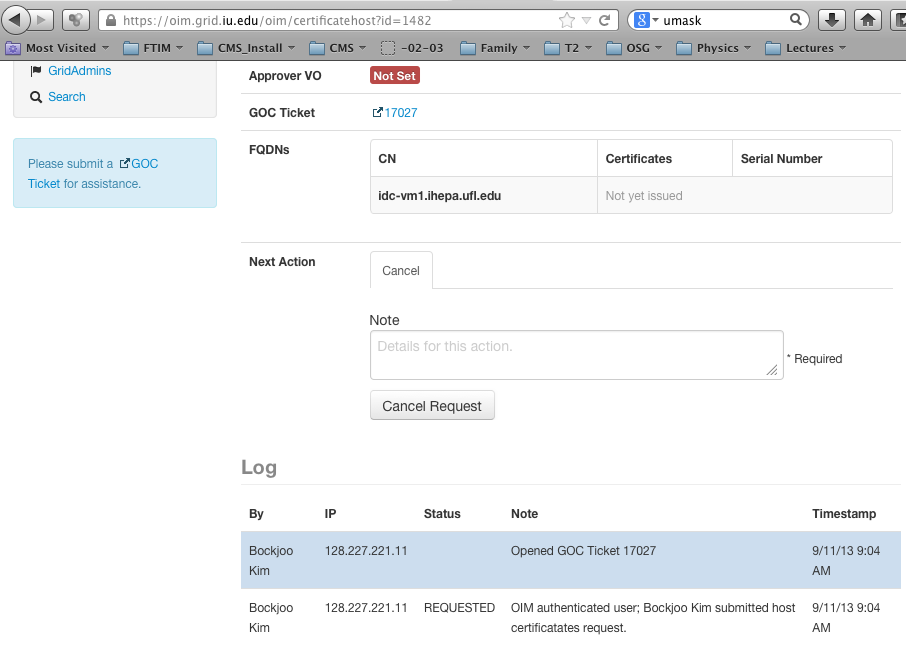 https://oim.grid.iu.edu/oim/certificatehost?id=1482
8 umask
Most Visited FTIM CMS_Install CMS -02-03 Family T2 OSG Physics Lectures
GridAdmins
Search
Please submit a GOC
Ticket for assistance.
Approver VO Not Set
GOC Ticket 17027
FQDNs
CN Certificates Serial Number
idc-vm1.ihepa.ufl.edu Not yet issued
Next Action Cancel
Note
Details for this action.
* Required
Cancel Request
Log
By IP Status Note Timestamp
Bockjoo 128.227.221.11 Opened GOC Ticket 17027 9/11/13 9:04
Kim AM
Bockjoo 128.227.221.11 REQUESTED OIM authenticated user; Bockjoo Kim submitted host 9/11/13 9:04
Kim certificatates request. AM